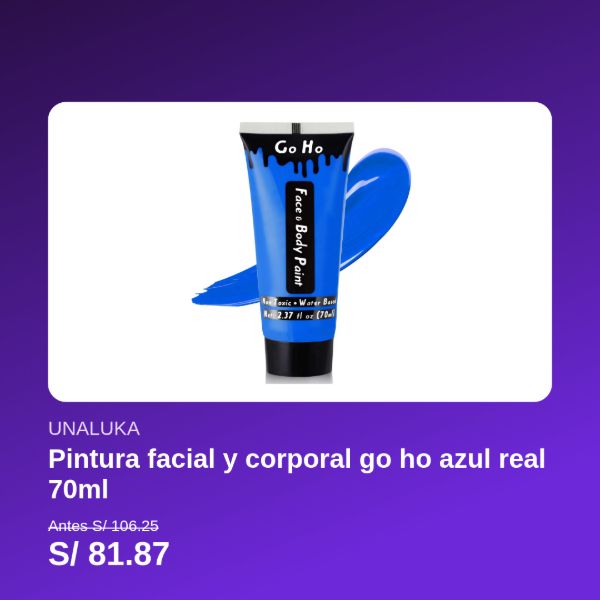 Go Ho
Face & Body Paint
Non Toxic • Water Based
Net: 2.37 fl oz (70ml)
UNALUKA
Pintura facial y corporal go ho azul real
70ml
Antes S/ 106.25
S/ 81.87